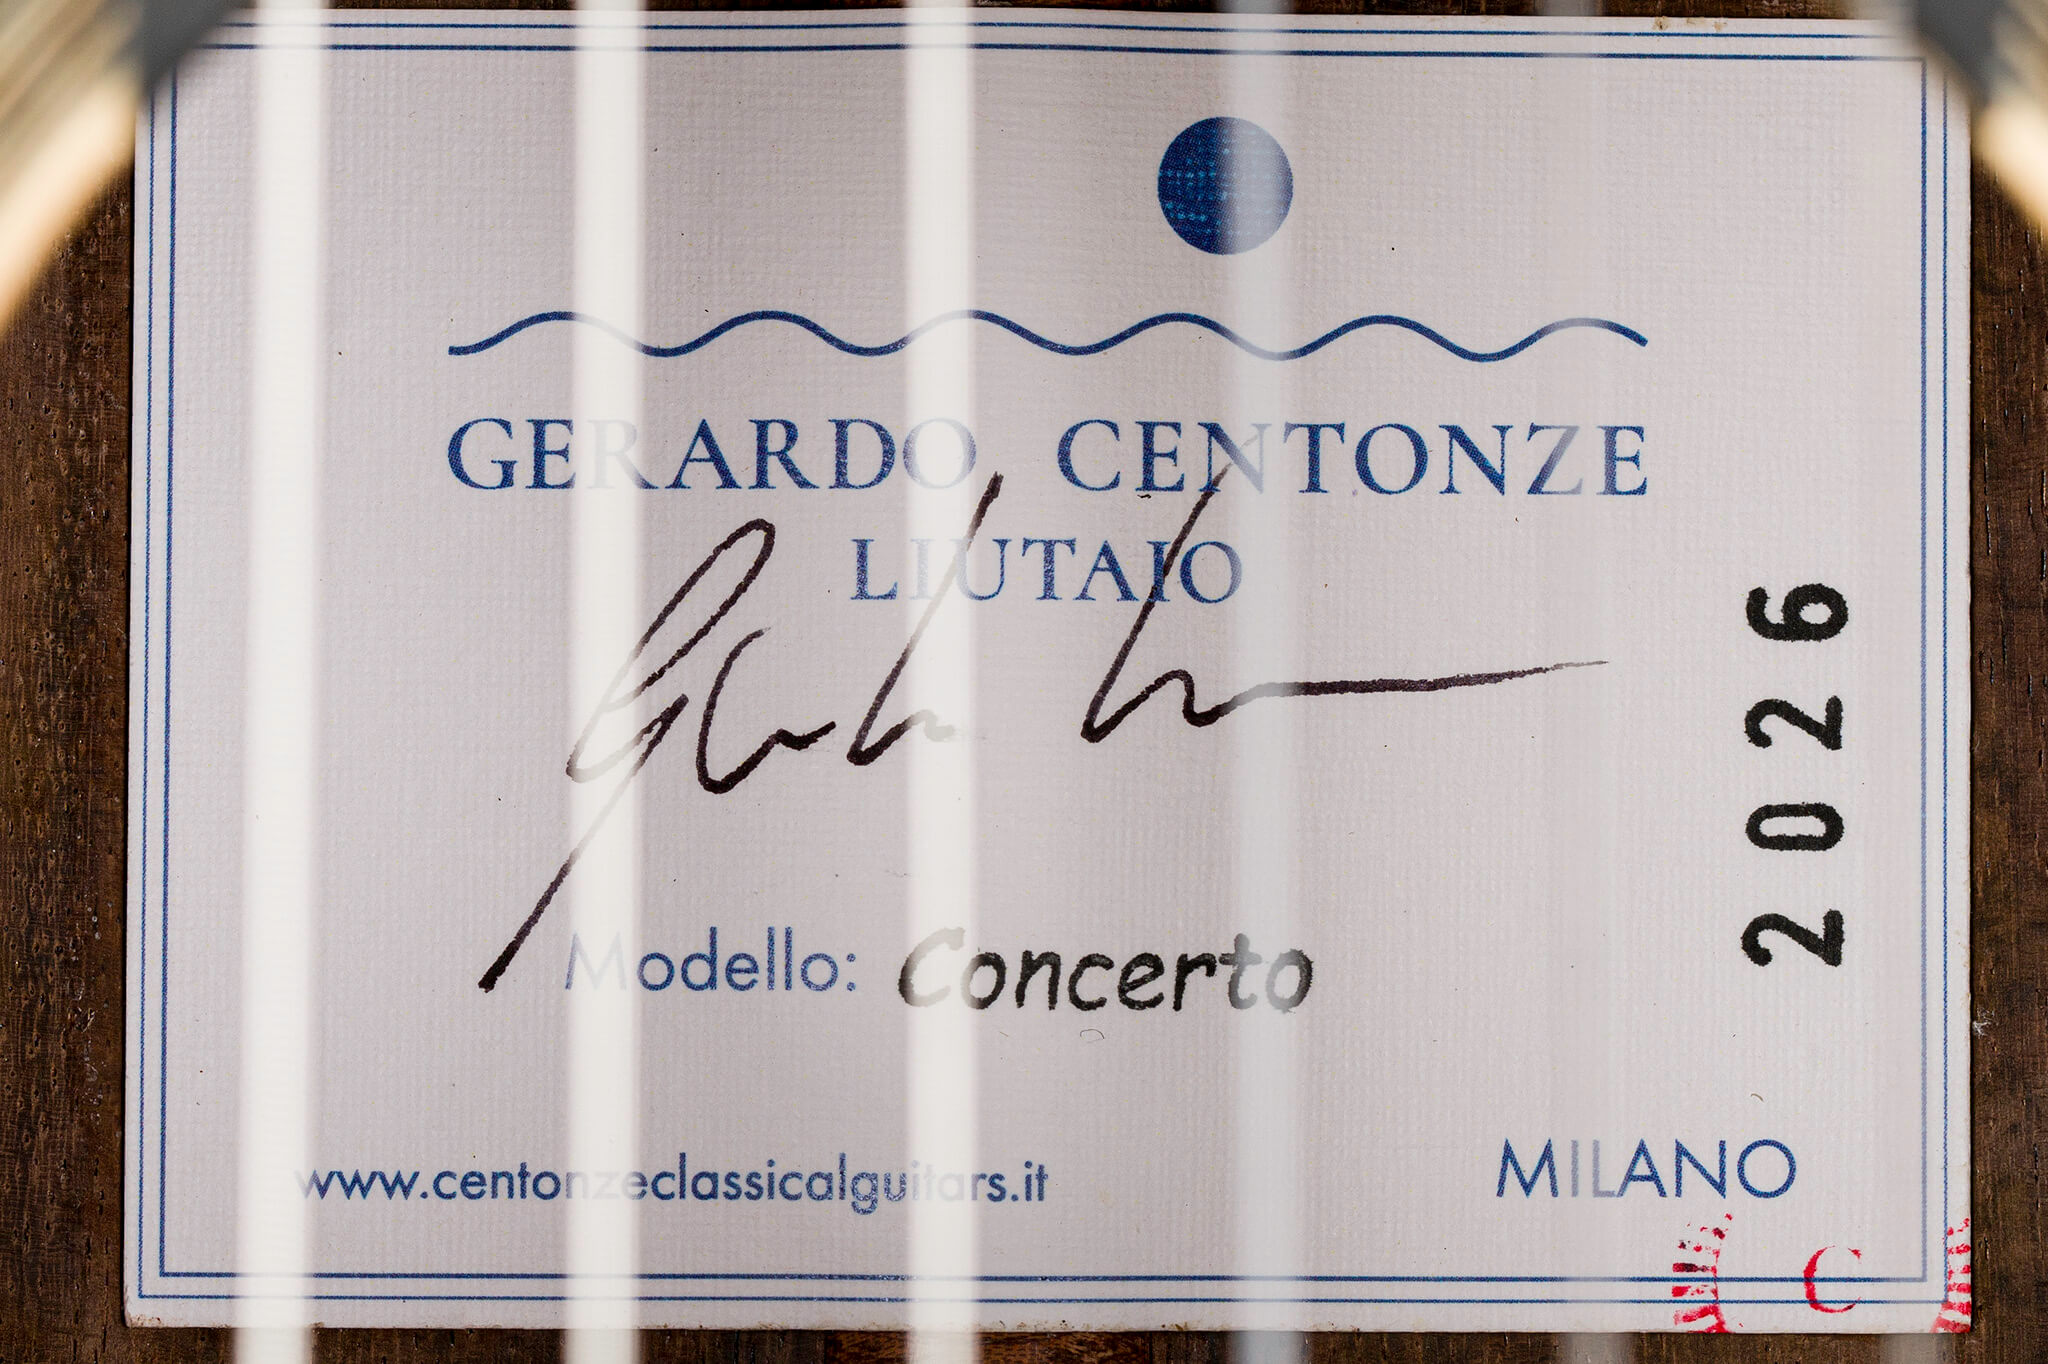 GERARDO CENTONZE
LIUTAIO
Modello: Concerto
2026
www.centonzeclassicalguitars.it
MILANO
C